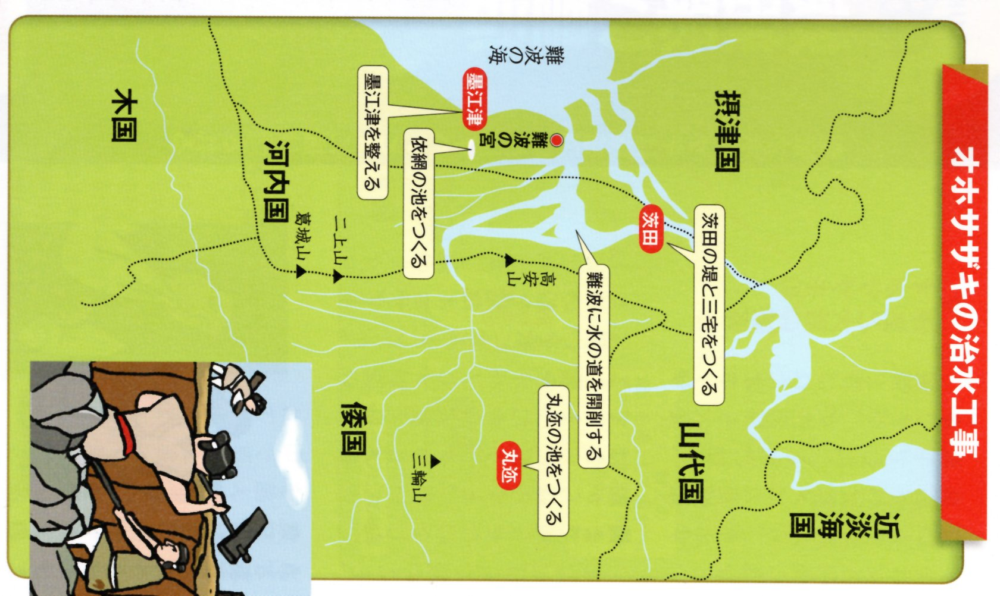 オホサザキの治水工事
摂津国
近淡海国
茨田の堤と三宅をつくる
茨田
山代国
難波の海
難波の宮
難波に水の道を開削する
墨江津
墨江津を整える
依網の池をつくる
高安山
丸迩の池をつくる
丸迩
二上山
葛城山
河内国
三輪山
倭国
木国